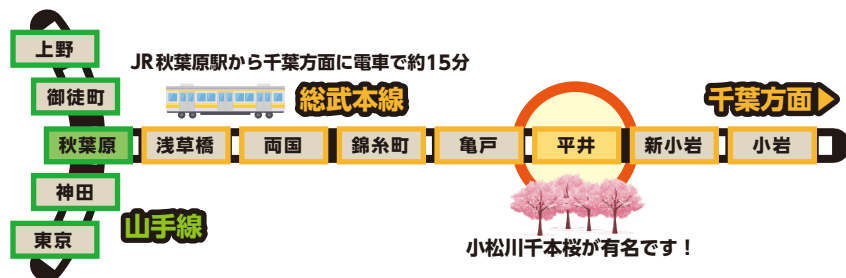 上野
JR秋葉原駅から千葉方面に電車で約15分
御徒町
総武本線
千葉方面
秋葉原
浅草橋
両国
錦糸町
亀戸
平井
新小岩
小岩
神田
山手線
東京
小松川千本桜が有名です！